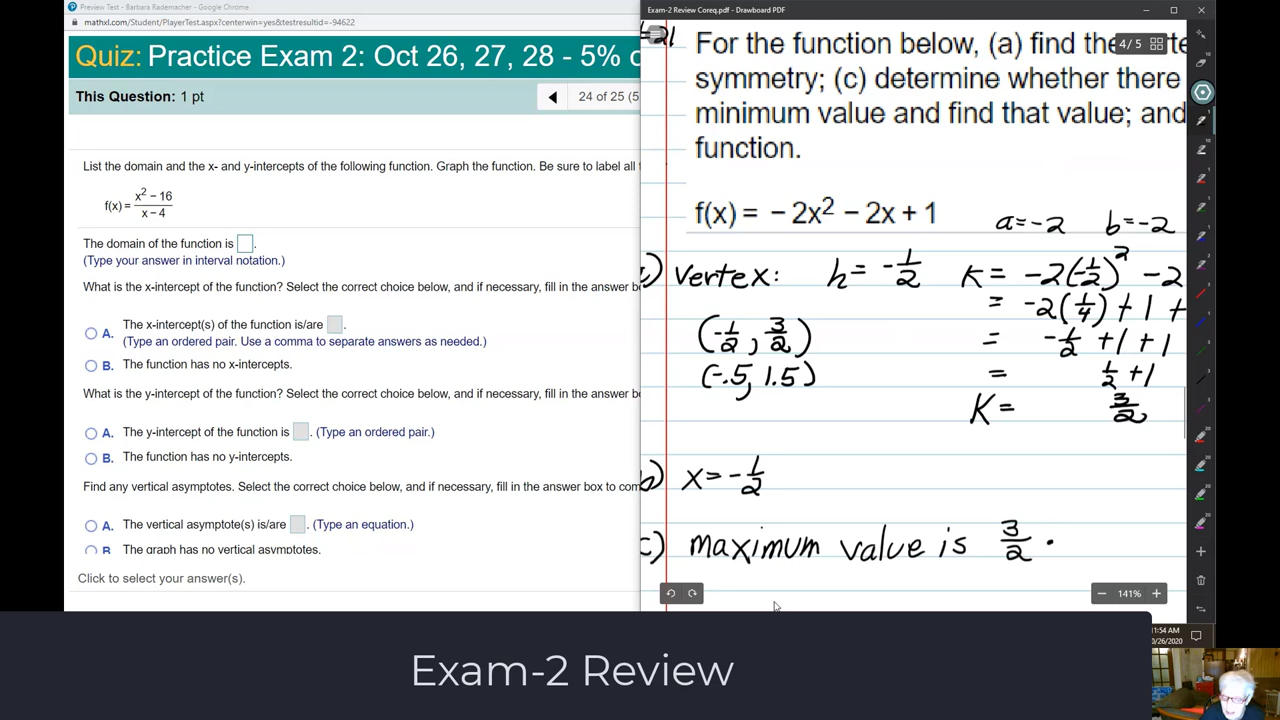 Preview Test - Barbara Rademacher - Google Chrome
mathxl.com/Student/PlayerTest.aspx?centerwin=yes&testresultid=-94622
Quiz: Practice Exam 2: Oct 26, 27, 28 - 5% o
This Question: 1 pt
24 of 25 (5
List the domain and the x- and y-intercepts of the following function. Graph the function. Be sure to label all
f(x) = x² − 16 / x − 4
The domain of the function is .
(Type your answer in interval notation.)
What is the x-intercept of the function? Select the correct choice below, and if necessary, fill in the answer b
A. The x-intercept(s) of the function is/are .
(Type an ordered pair. Use a comma to separate answers as needed.)
B. The function has no x-intercepts.
What is the y-intercept of the function? Select the correct choice below, and if necessary, fill in the answer b
A. The y-intercept of the function is . (Type an ordered pair.)
B. The function has no y-intercepts.
Find any vertical asymptotes. Select the correct choice below, and if necessary, fill in the answer box to com
A. The vertical asymptote(s) is/are . (Type an equation.)
B. The graph has no vertical asymptotes.
Click to select your answer(s).
Exam-2 Review Coreq.pdf - Drawboard PDF
4/5
For the function below, (a) find the
symmetry; (c) determine whether there
minimum value and find that value; and
function.
f(x) = − 2x² − 2x + 1
a=-2 b=-2
) vertex: h= -1/2 K= -2(-1/2)² -2
= -2(1/4) +1 +
(-1/2, 3/2) = -1/2 +1 +1
(-.5, 1.5) = 1/2 +1
K= 3/2
b) x=-1/2
c) maximum value is 3/2 .
141%
11:54 AM
0/26/2020
Exam-2 Review